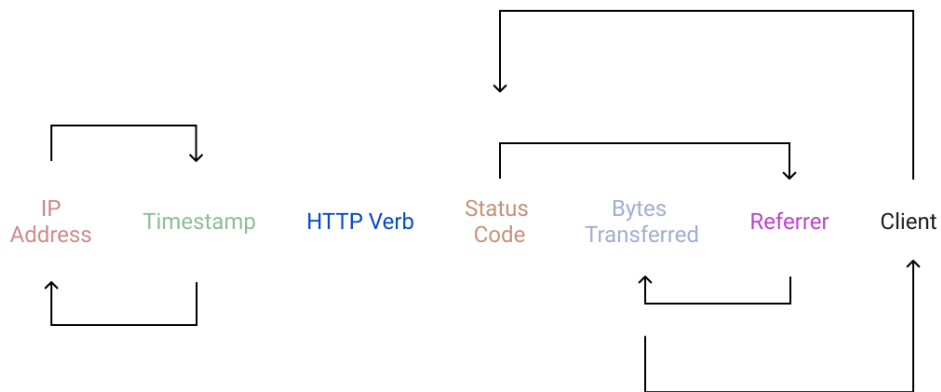 IP
Address
Timestamp
HTTP Verb
Status
Code
Bytes
Transferred
Referrer
Client